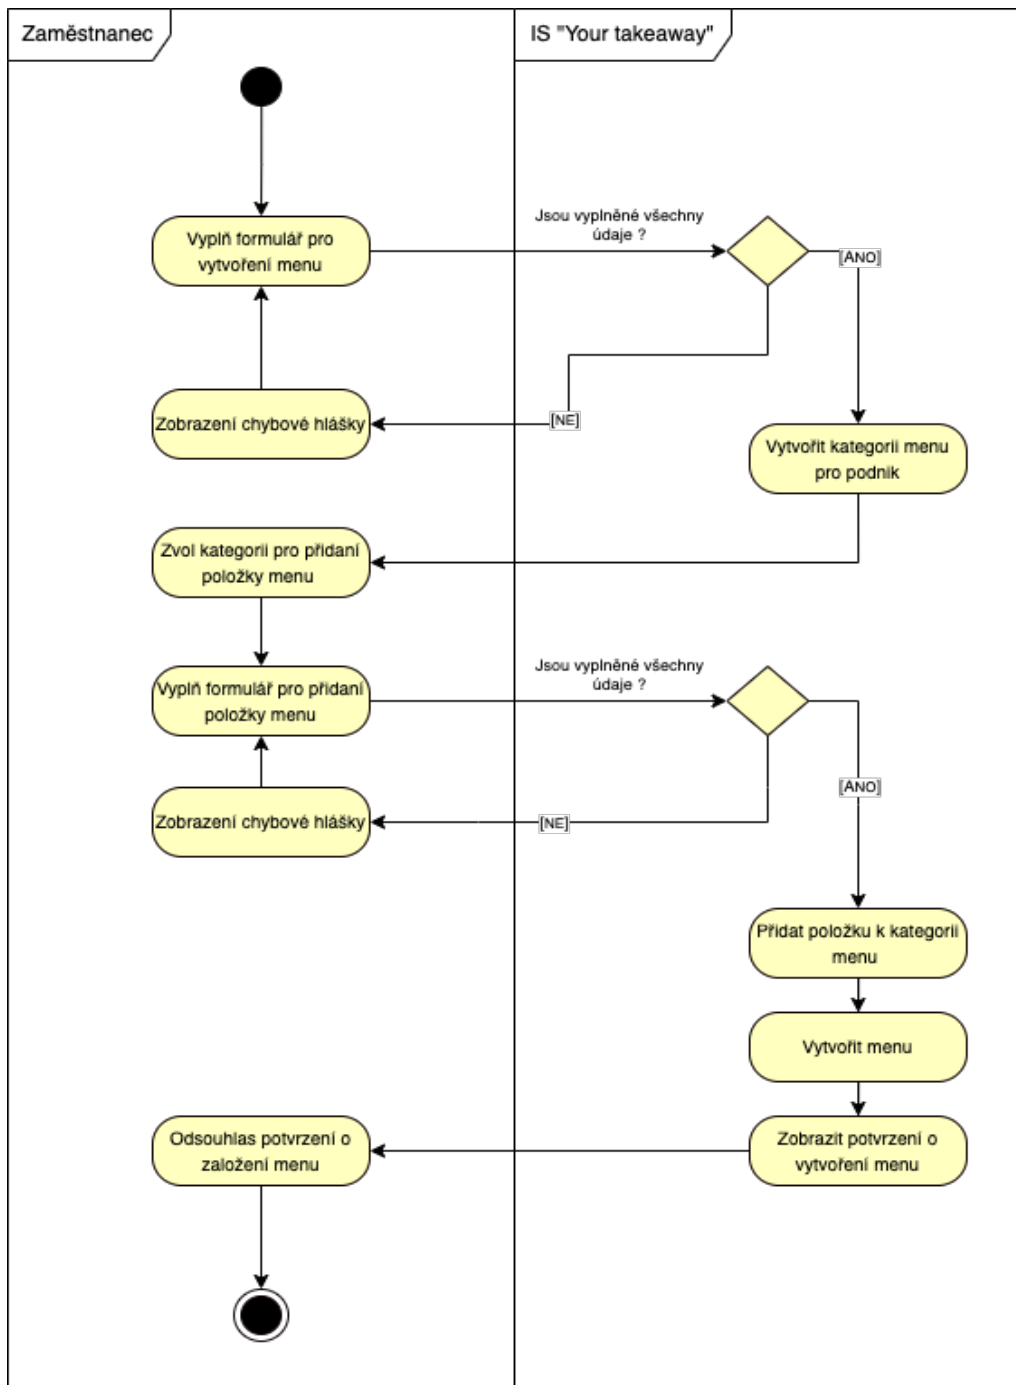 Zaměstnanec
IS "Your takeaway"
Vyplň formulář pro
vytvoření menu
Jsou vyplněné všechny
údaje ?
[ANO]
Zobrazení chybové hlášky
[NE]
Vytvořit kategorii menu
pro podnik
Zvol kategorii pro přidaní
položky menu
Vyplň formulář pro přidaní
položky menu
Jsou vyplněné všechny
údaje ?
[ANO]
Zobrazení chybové hlášky
[NE]
Přidat položku k kategorii
menu
Vytvořit menu
Odsouhlas potvrzení o
založení menu
Zobrazit potvrzení o
vytvoření menu